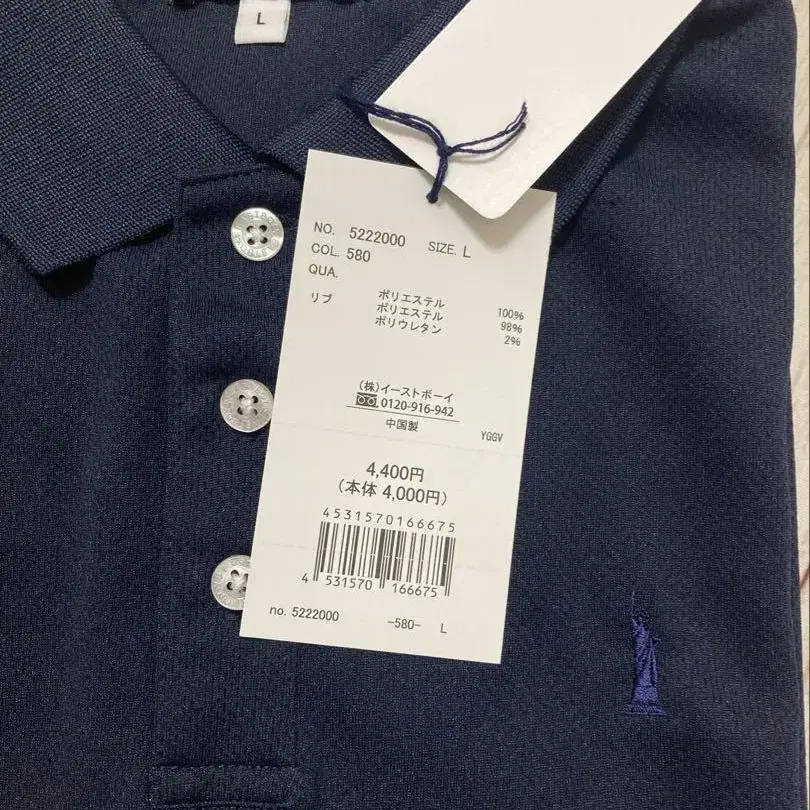 L
NO. 5222000 SIZE. L
COL. 580
QUA.
リブ ポリエステル 100%
ポリエステル 98%
ポリウレタン 2%
(株)イーストボーイ
0120-916-942
中国製
YGGV
4,400円
(本体 4,000円)
4531570166675
4 531570 166675
no. 5222000 -580- L